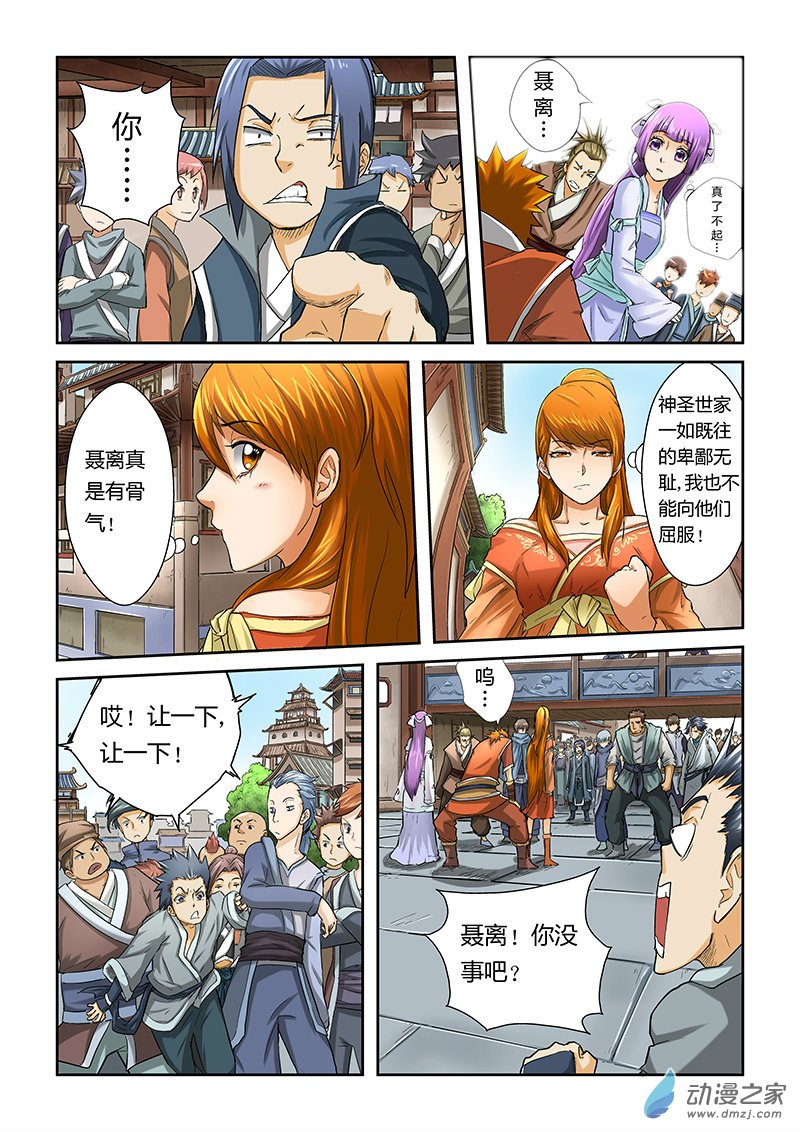 你
……
聂离
…
真了不起…
聂离真
是有骨
气！
神圣世家
一如既往
的卑鄙无
耻,我也不
能向他们
屈服！
哎！让一下,
让一下！
呜
…
聂离！你没
事吧？
动漫之家
www.dmzj.com